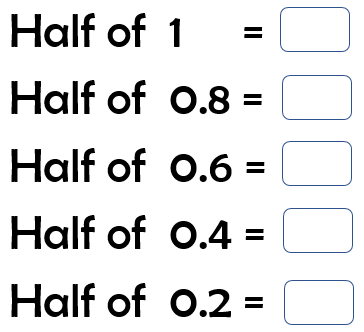 Half of 1 =
Half of 0.8 =
Half of 0.6 =
Half of 0.4 =
Half of 0.2 =